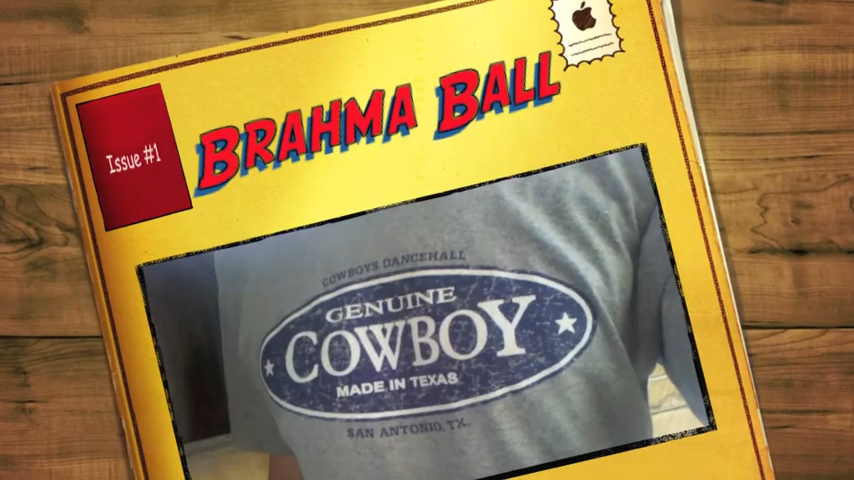 Issue #1
BRAHMA BALL
COWBOYS DANCEHALL
GENUINE
COWBOY
MADE IN TEXAS
SAN ANTONIO, TX.